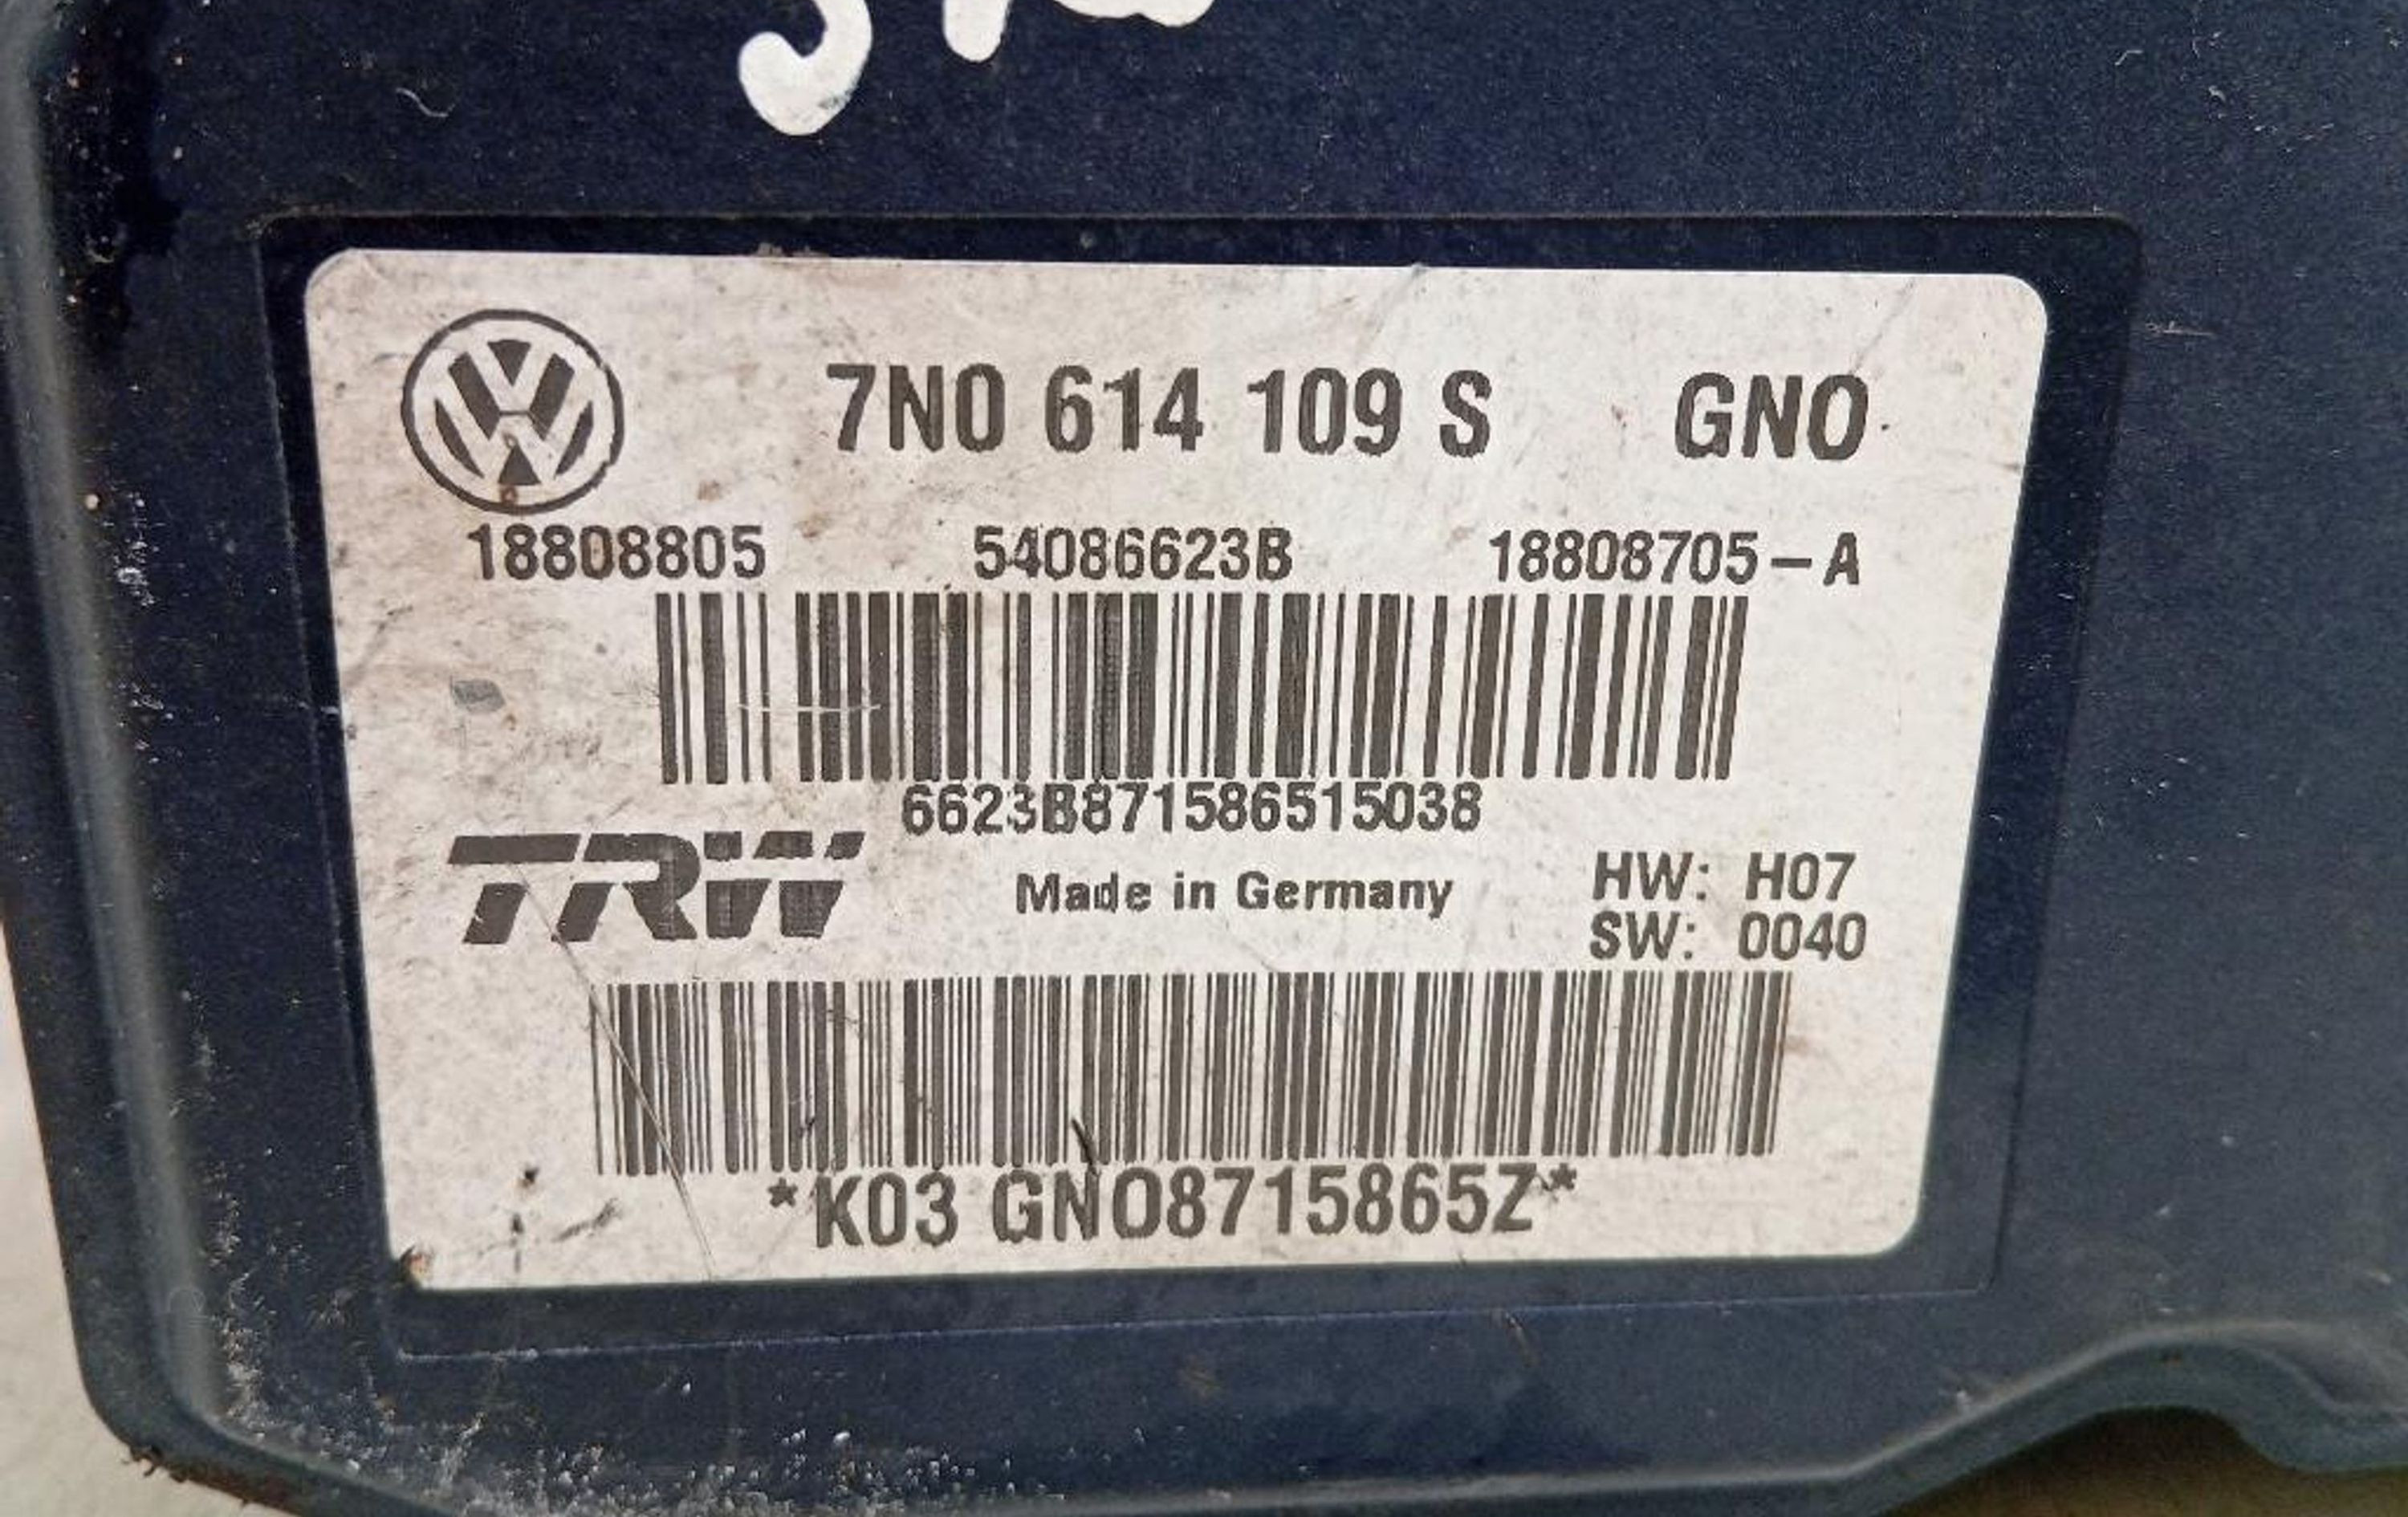 7N0 614 109 S GNO
18808805 54086623B 18808705-A
6623B871586515038
TRW Made in Germany HW: H07
SW: 0040
*K03 GNO8715865Z*